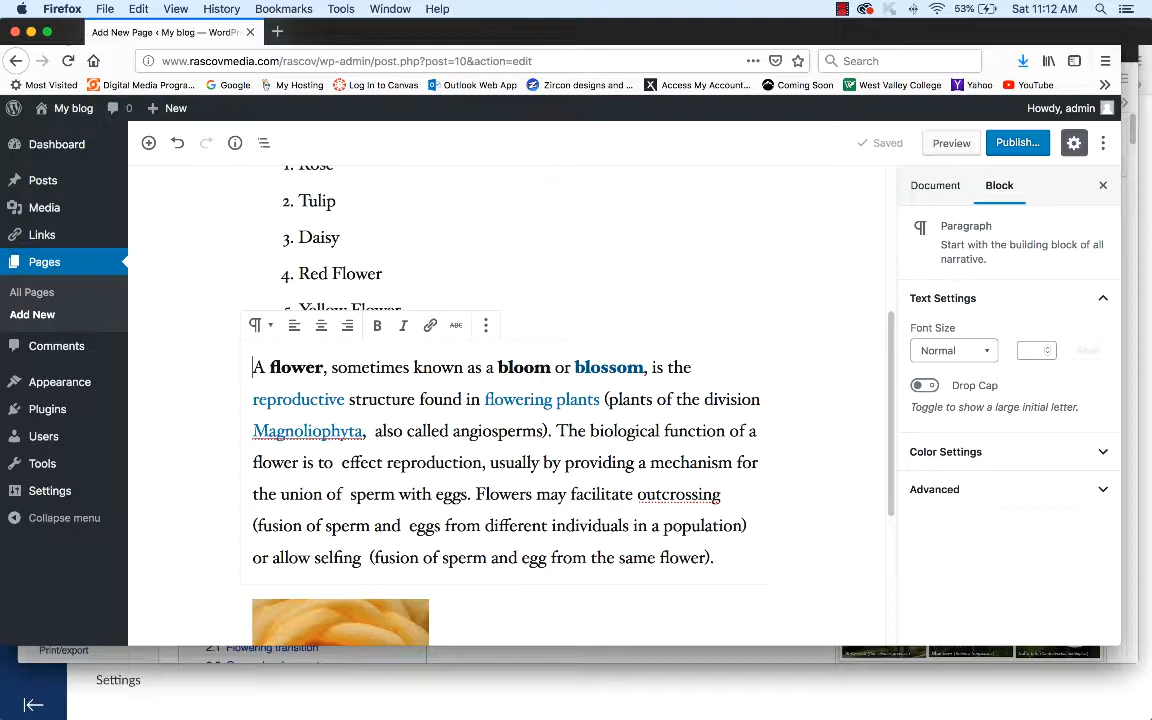 Firefox File Edit View History Bookmarks Tools Window Help 53% Sat 11:12 AM
Add New Page ‹ My blog — WordPr
www.rascovmedia.com/rascov/wp-admin/post.php?post=10&action=edit Search
Most Visited Digital Media Progra... Google My Hosting Log In to Canvas Outlook Web App Zircon designs and ... Access My Account... Coming Soon West Valley College Yahoo YouTube
My blog 0 New Howdy, admin
Dashboard
Posts
Media
Links
Pages
All Pages
Add New
Comments
Appearance
Plugins
Users
Tools
Settings
Collapse menu
Saved Preview Publish...
1. Rose
2. Tulip
3. Daisy
4. Red Flower
5. Yellow Flower
B I ABC
A flower, sometimes known as a bloom or blossom, is the
reproductive structure found in flowering plants (plants of the division
Magnoliophyta,  also called angiosperms). The biological function of a
flower is to  effect reproduction, usually by providing a mechanism for
the union of  sperm with eggs. Flowers may facilitate outcrossing
(fusion of sperm and  eggs from different individuals in a population)
or allow selfing  (fusion of sperm and egg from the same flower).
Document Block
Paragraph
Start with the building block of all
narrative.
Text Settings
Font Size
Normal
Drop Cap
Toggle to show a large initial letter.
Color Settings
Advanced
Print/export
2.1 Flowering transition
Settings